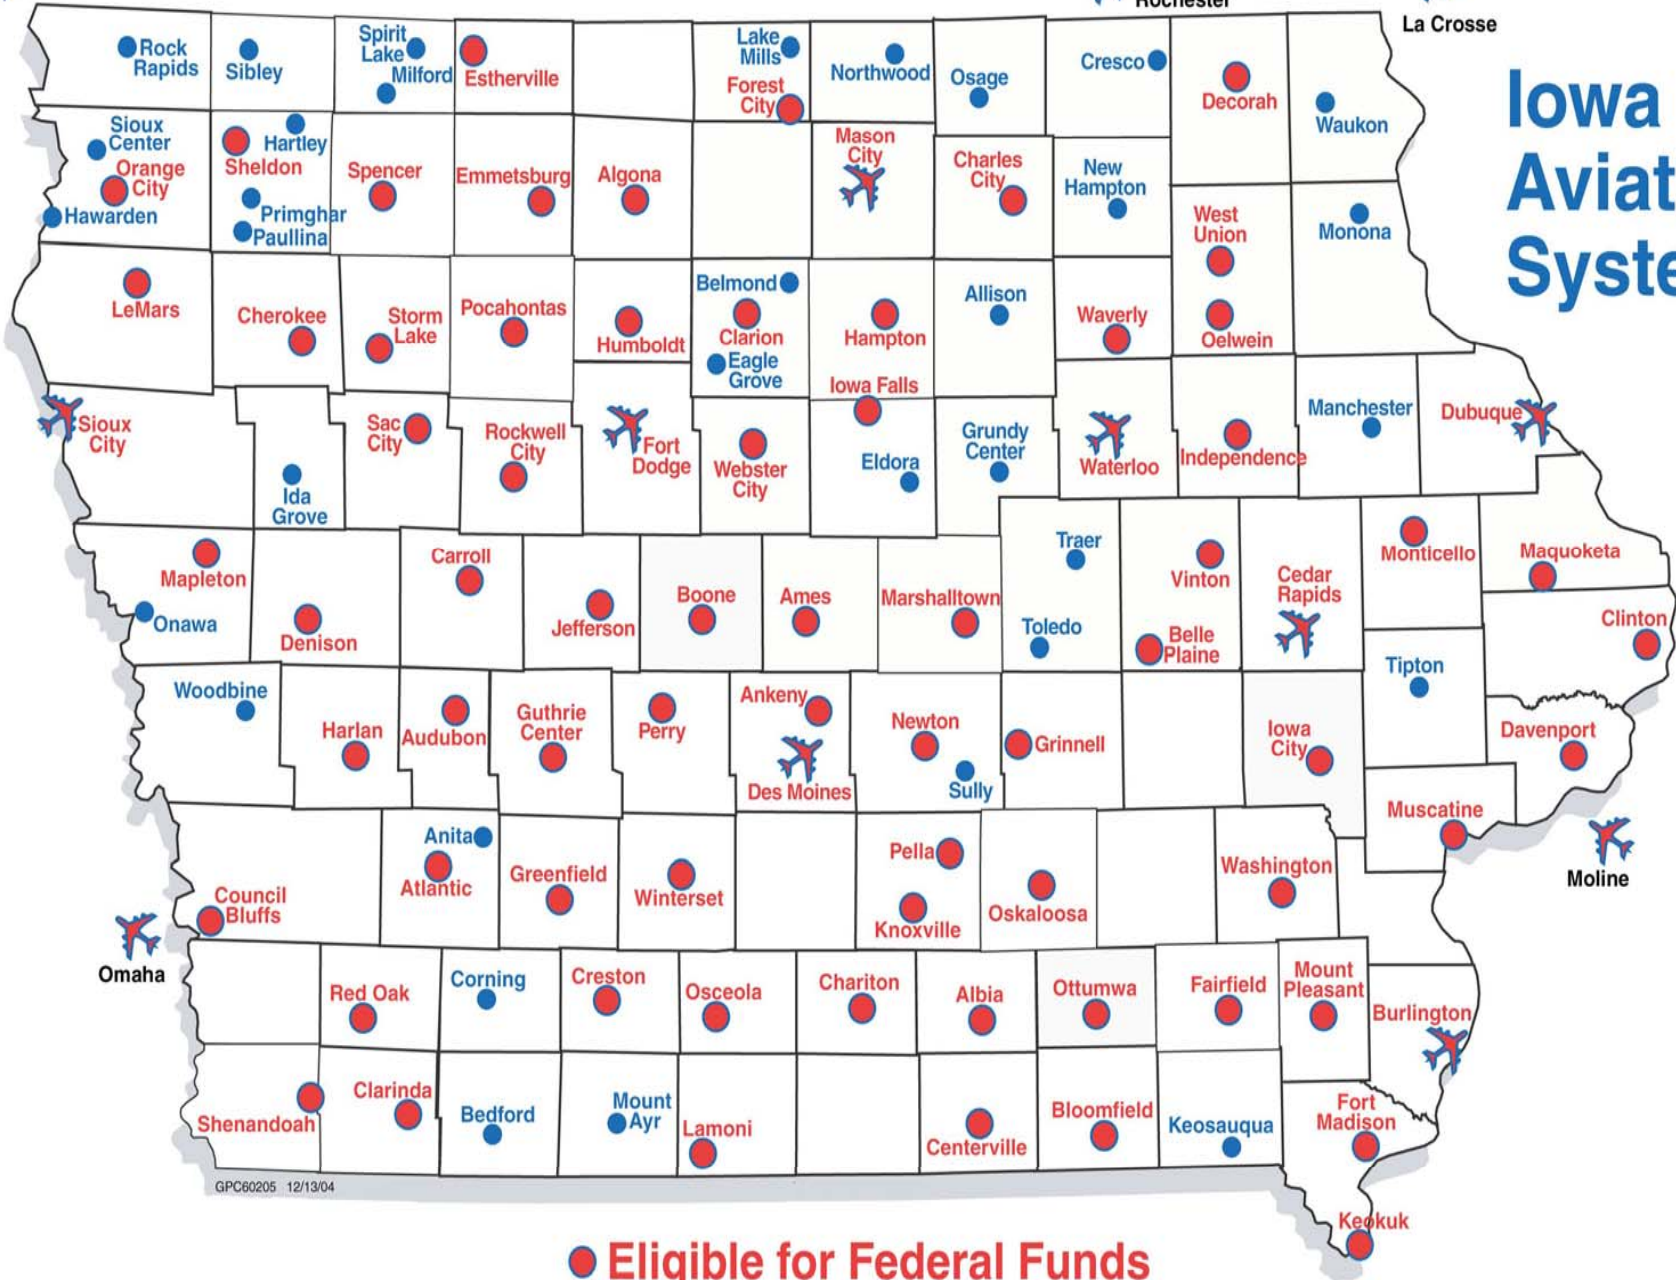 Rochester
La Crosse
Iowa
Aviat
Syste
Rock
Rapids
Sibley
Spirit
Lake
Milford
Estherville
Lake
Mills
Forest
City
Northwood
Osage
Cresco
Decorah
Waukon
Sioux
Center
Orange
City
Hawarden
Hartley
Sheldon
Primghar
Paullina
Spencer
Emmetsburg
Algona
Mason
City
Charles
City
New
Hampton
West
Union
Oelwein
Monona
LeMars
Cherokee
Storm
Lake
Pocahontas
Humboldt
Belmond
Clarion
Eagle
Grove
Hampton
Iowa Falls
Allison
Waverly
Sioux
City
Ida
Grove
Sac
City
Rockwell
City
Fort
Dodge
Webster
City
Eldora
Grundy
Center
Waterloo
Independence
Manchester
Dubuque
Mapleton
Onawa
Denison
Carroll
Jefferson
Boone
Ames
Marshalltown
Traer
Toledo
Vinton
Belle
Plaine
Cedar
Rapids
Monticello
Maquoketa
Clinton
Tipton
Woodbine
Harlan
Audubon
Guthrie
Center
Perry
Ankeny
Des Moines
Newton
Sully
Grinnell
Iowa
City
Davenport
Muscatine
Moline
Council
Bluffs
Omaha
Anita
Atlantic
Greenfield
Winterset
Pella
Knoxville
Oskaloosa
Washington
Red Oak
Corning
Creston
Osceola
Chariton
Albia
Ottumwa
Fairfield
Mount
Pleasant
Burlington
Shenandoah
Clarinda
Bedford
Mount
Ayr
Lamoni
Centerville
Bloomfield
Keosauqua
Fort
Madison
Keokuk
GPC60205 12/13/04
Eligible for Federal Funds